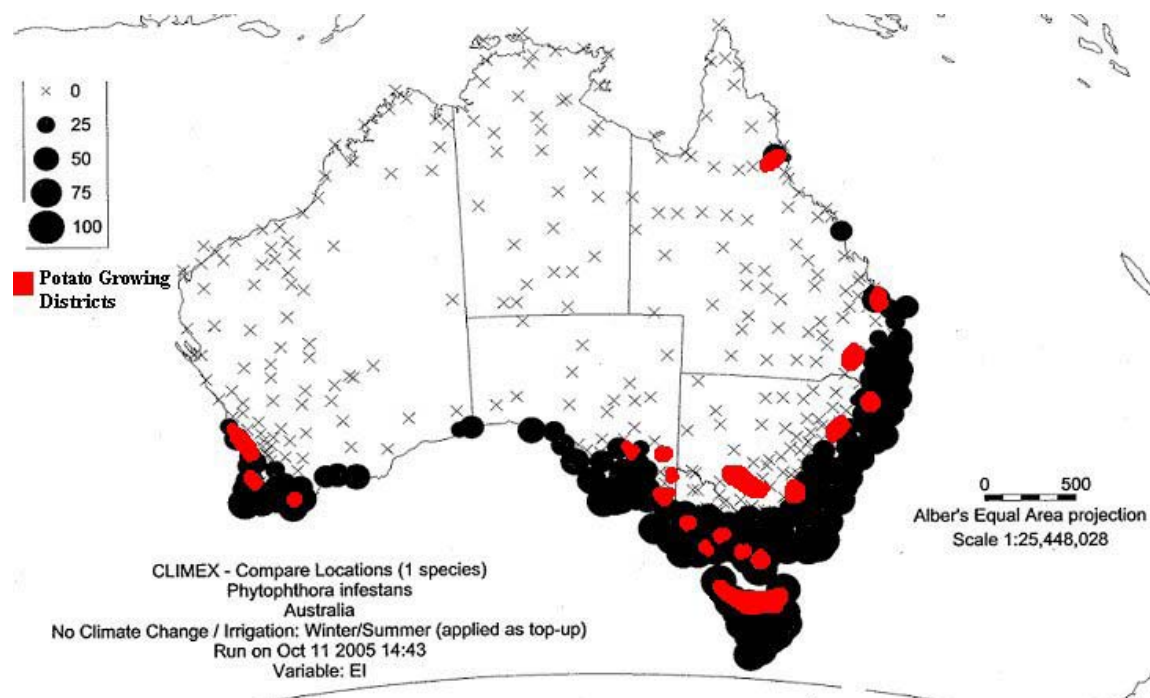 0
25
50
75
100
Potato Growing
Districts
0 500
Alber's Equal Area projection
Scale 1:25,448,028
CLIMEX - Compare Locations (1 species)
Phytophthora infestans
Australia
No Climate Change / Irrigation: Winter/Summer (applied as top-up)
Run on Oct 11 2005 14:43
Variable: EI